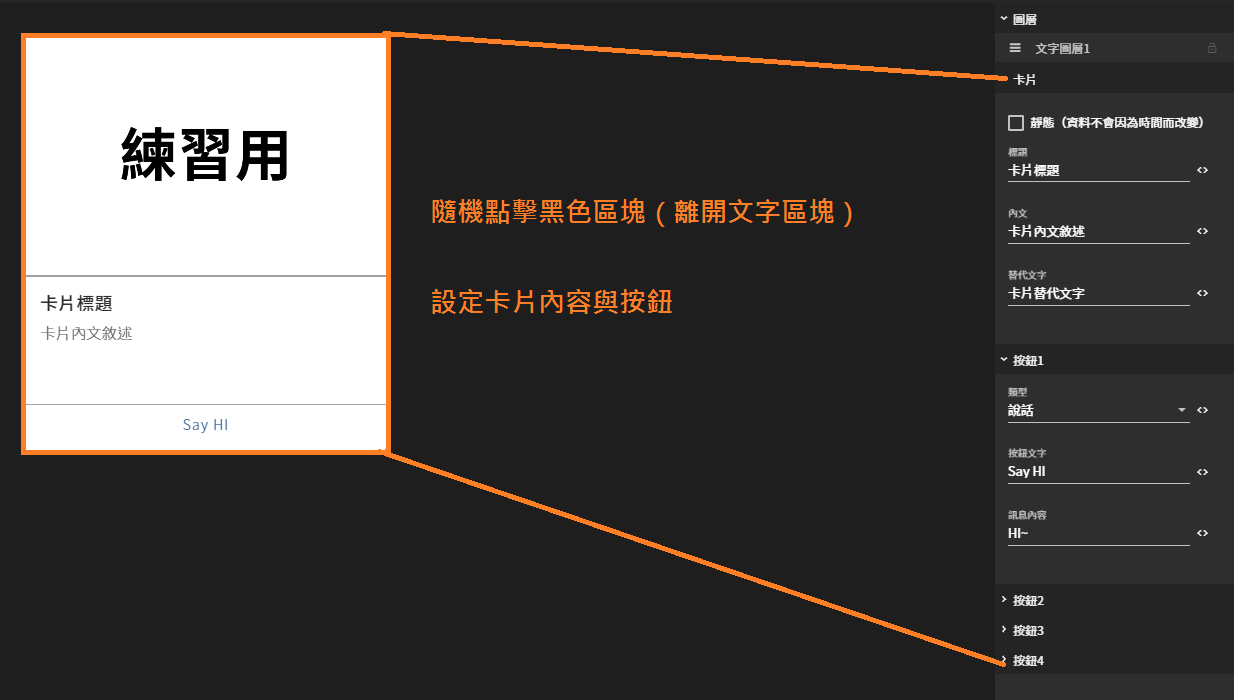 練習用
卡片標題
卡片內文敘述
Say HI
隨機點擊黑色區塊（離開文字區塊）
設定卡片內容與按鈕
圖層
文字圖層1
卡片
靜態（資料不會因為時間而改變）
標題
卡片標題
內文
卡片內文敘述
替代文字
卡片替代文字
按鈕1
類型
說話
按鈕文字
Say HI
訊息內容
HI~
按鈕2
按鈕3
按鈕4